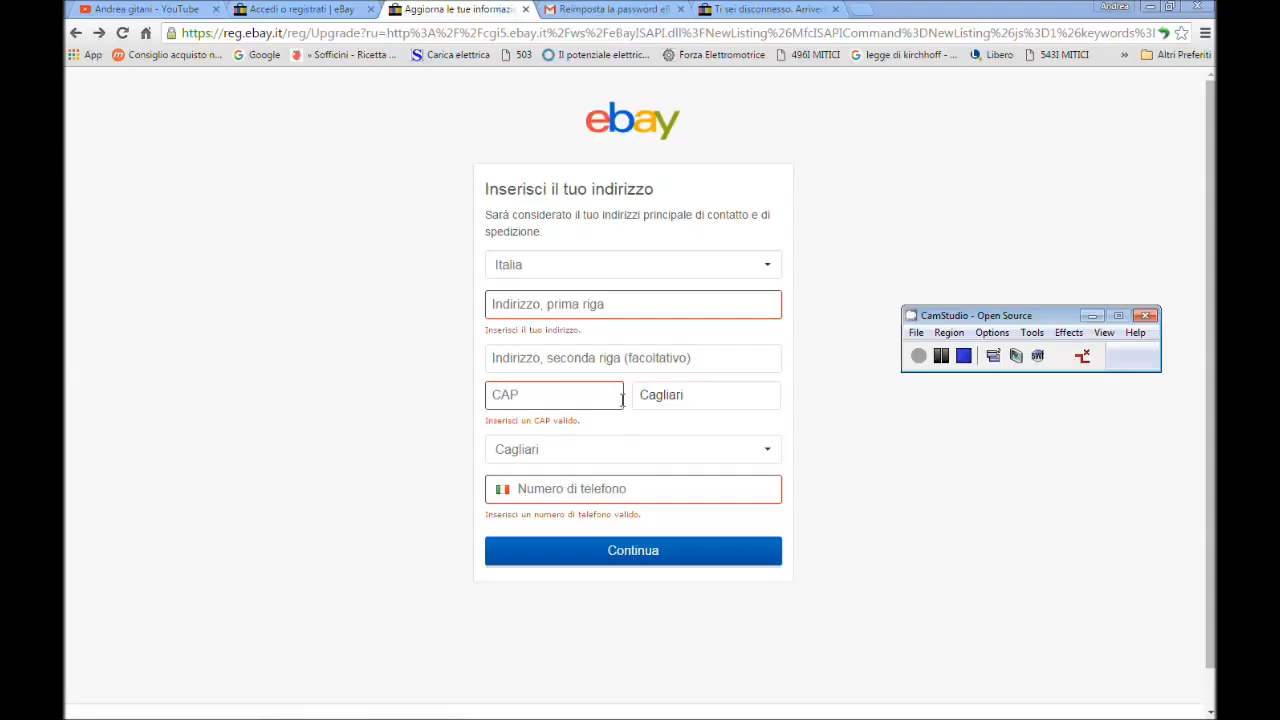 Andrea gitani - YouTube
Accedi o registrati | eBay
Aggiorna le tue informazi
Reimposta la password eB
Ti sei disconnesso. Arrive
Andrea
https://reg.ebay.it/reg/Upgrade?ru=http%3A%2F%2Fcgi5.ebay.it%2Fws%2FeBayISAPI.dll%3FNewListing%26MfcISAPICommand%3DNewListing%26js%3D1%26keywords%3
App
Consiglio acquisto n...
Google
» Sofficini - Ricetta ...
Carica elettrica
503
Il potenziale elettric...
Forza Elettromotrice
496I MITICI
legge di kirchhoff - ...
Libero
543I MITICI
»
Altri Preferiti
ebay
Inserisci il tuo indirizzo
Sarà considerato il tuo indirizzi principale di contatto e di
spedizione.
Italia
Indirizzo, prima riga
Inserisci il tuo indirizzo.
Indirizzo, seconda riga (facoltativo)
CAP
Cagliari
Inserisci un CAP valido.
Cagliari
Numero di telefono
Inserisci un numero di telefono valido.
Continua
CamStudio - Open Source
File Region Options Tools Effects View Help
SWF